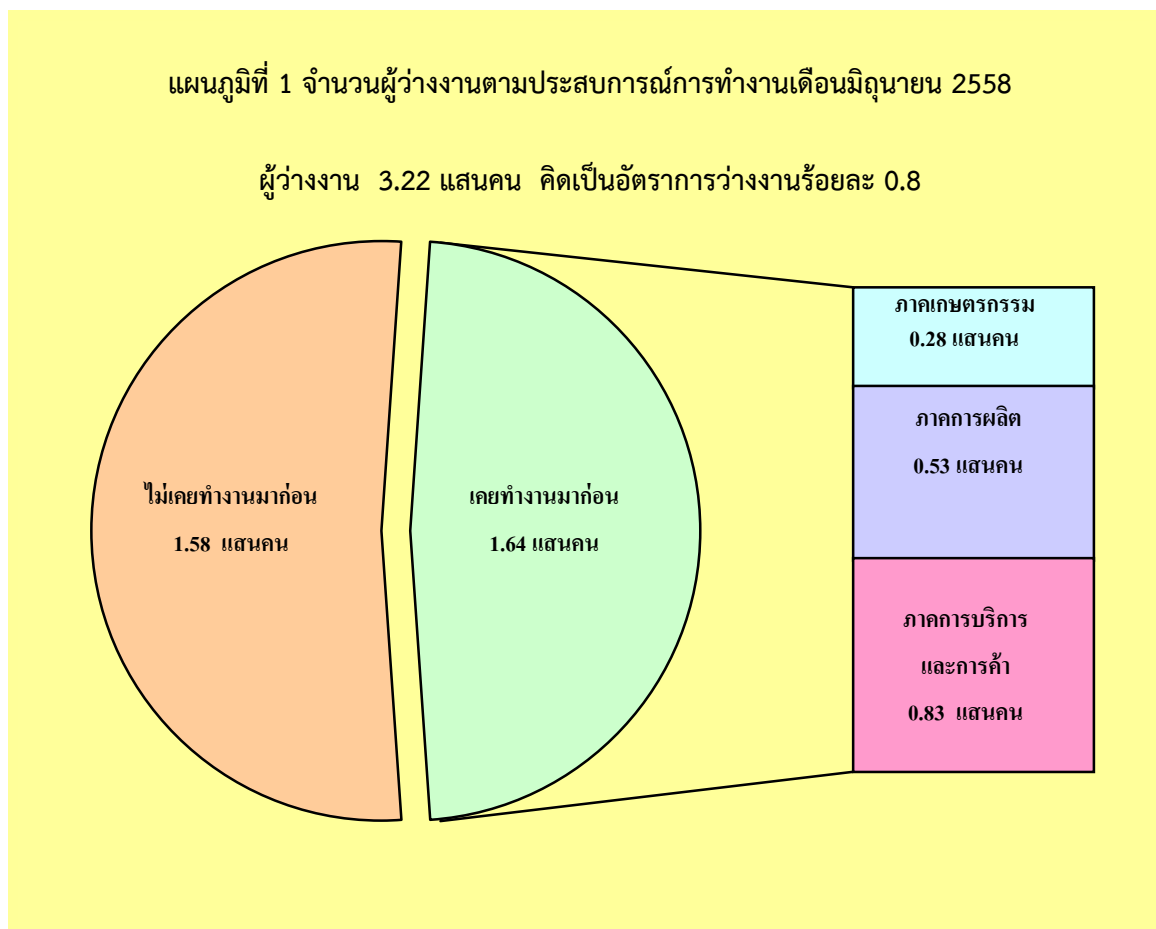 แผนภูมิที่ 1 จำนวนผู้ว่างงานตามประสบการณ์การทำงานเดือนมิถุนายน 2558
ผู้ว่างงาน 3.22 แสนคน คิดเป็นอัตราการว่างงานร้อยละ 0.8
ไม่เคยทำงานมาก่อน
1.58 แสนคน
เคยทำงานมาก่อน
1.64 แสนคน
ภาคเกษตรกรรม
0.28 แสนคน
ภาคการผลิต
0.53 แสนคน
ภาคการบริการ
และการค้า
0.83 แสนคน